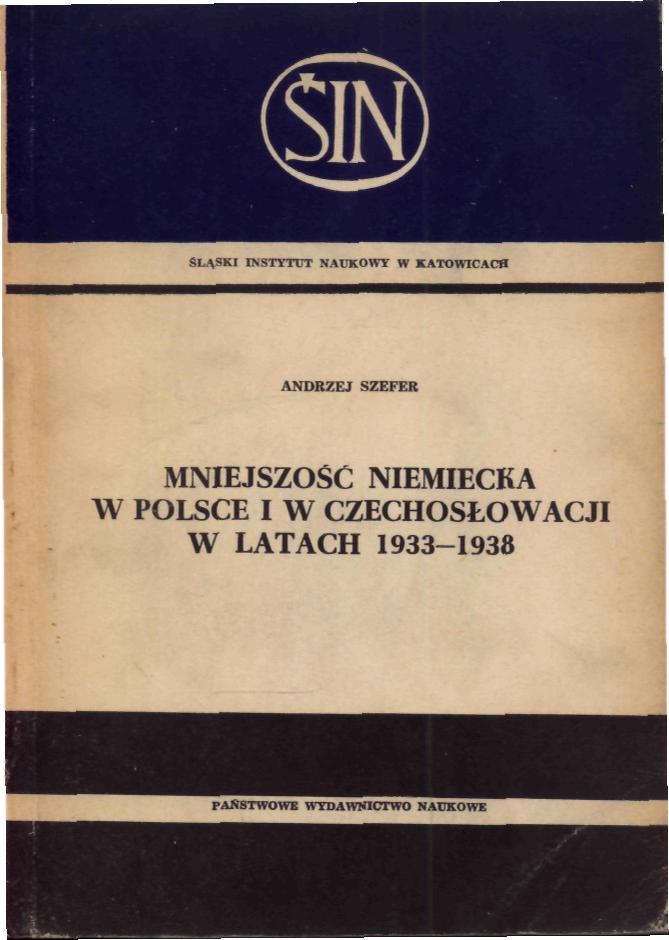 ŚIN
ŚLĄSKI INSTYTUT NAUKOWY W KATOWICACH
ANDRZEJ SZEFER
MNIEJSZOŚĆ NIEMIECKA
W POLSCE I W CZECHOSŁOWACJI
W LATACH 1933–1938
PAŃSTWOWE WYDAWNICTWO NAUKOWE